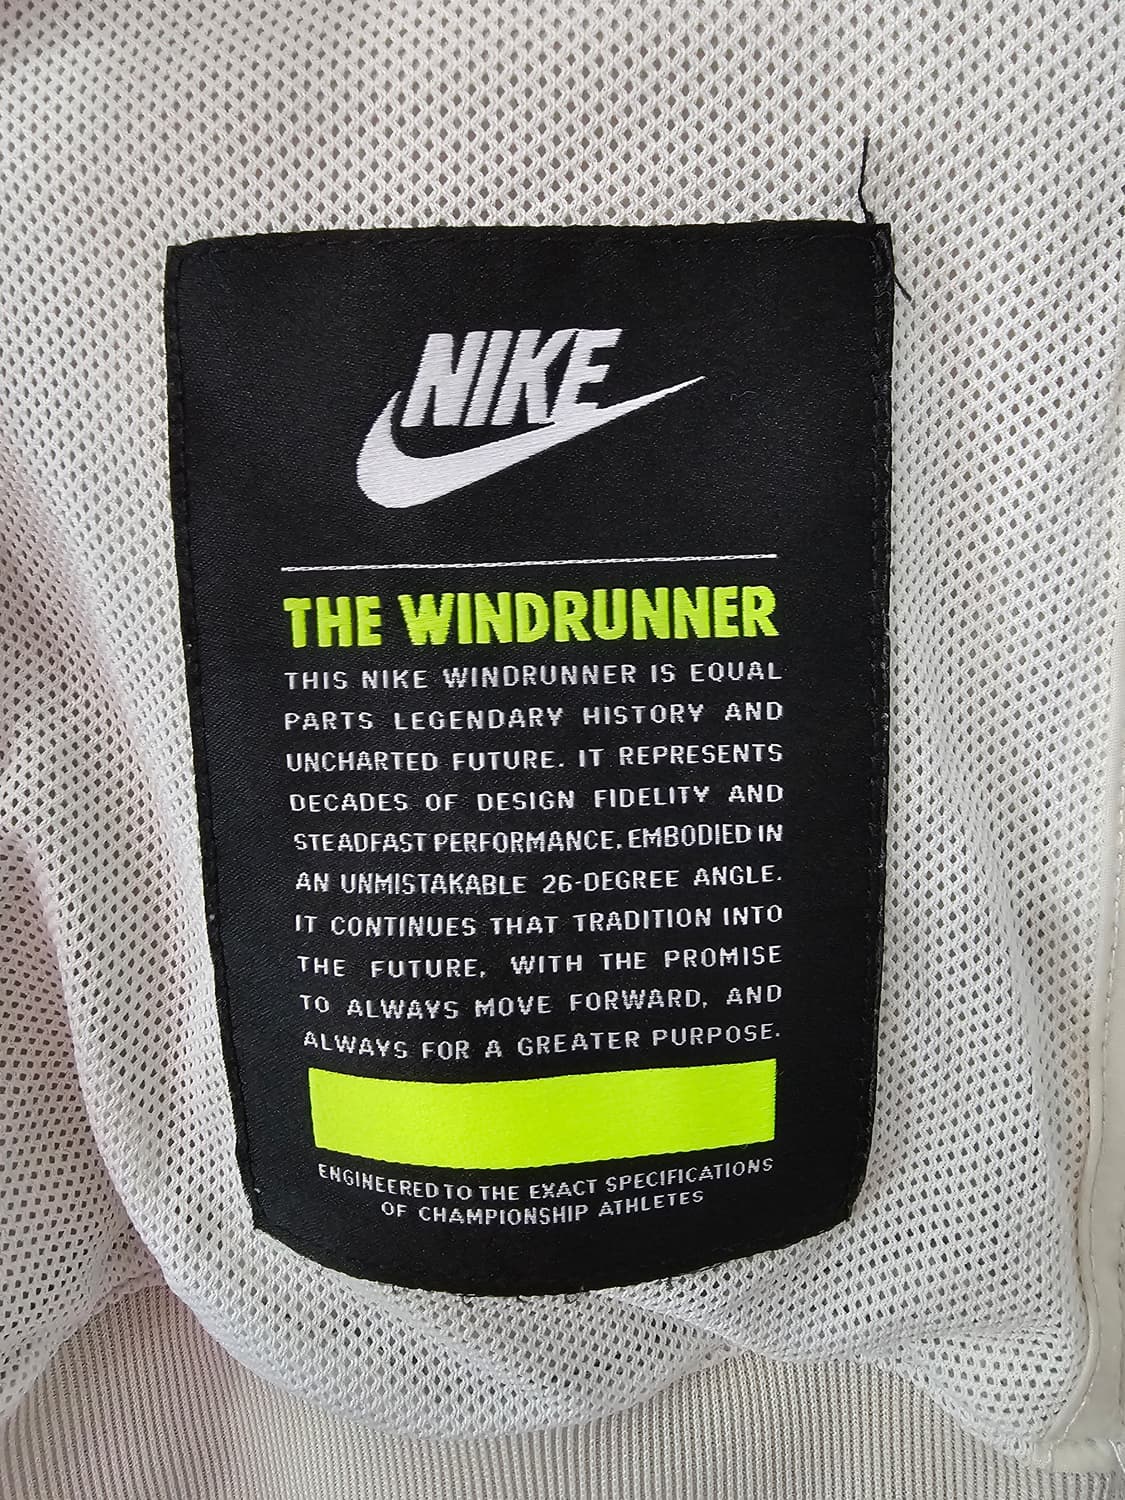 NIKE
THE WINDRUNNER
THIS NIKE WINDRUNNER IS EQUAL
PARTS LEGENDARY HISTORY AND
UNCHARTED FUTURE. IT REPRESENTS
DECADES OF DESIGN FIDELITY AND
STEADFAST PERFORMANCE, EMBODIED IN
AN UNMISTAKABLE 26-DEGREE ANGLE.
IT CONTINUES THAT TRADITION INTO
THE FUTURE, WITH THE PROMISE
TO ALWAYS MOVE FORWARD, AND
ALWAYS FOR A GREATER PURPOSE.
ENGINEERED TO THE EXACT SPECIFICATIONS
OF CHAMPIONSHIP ATHLETES